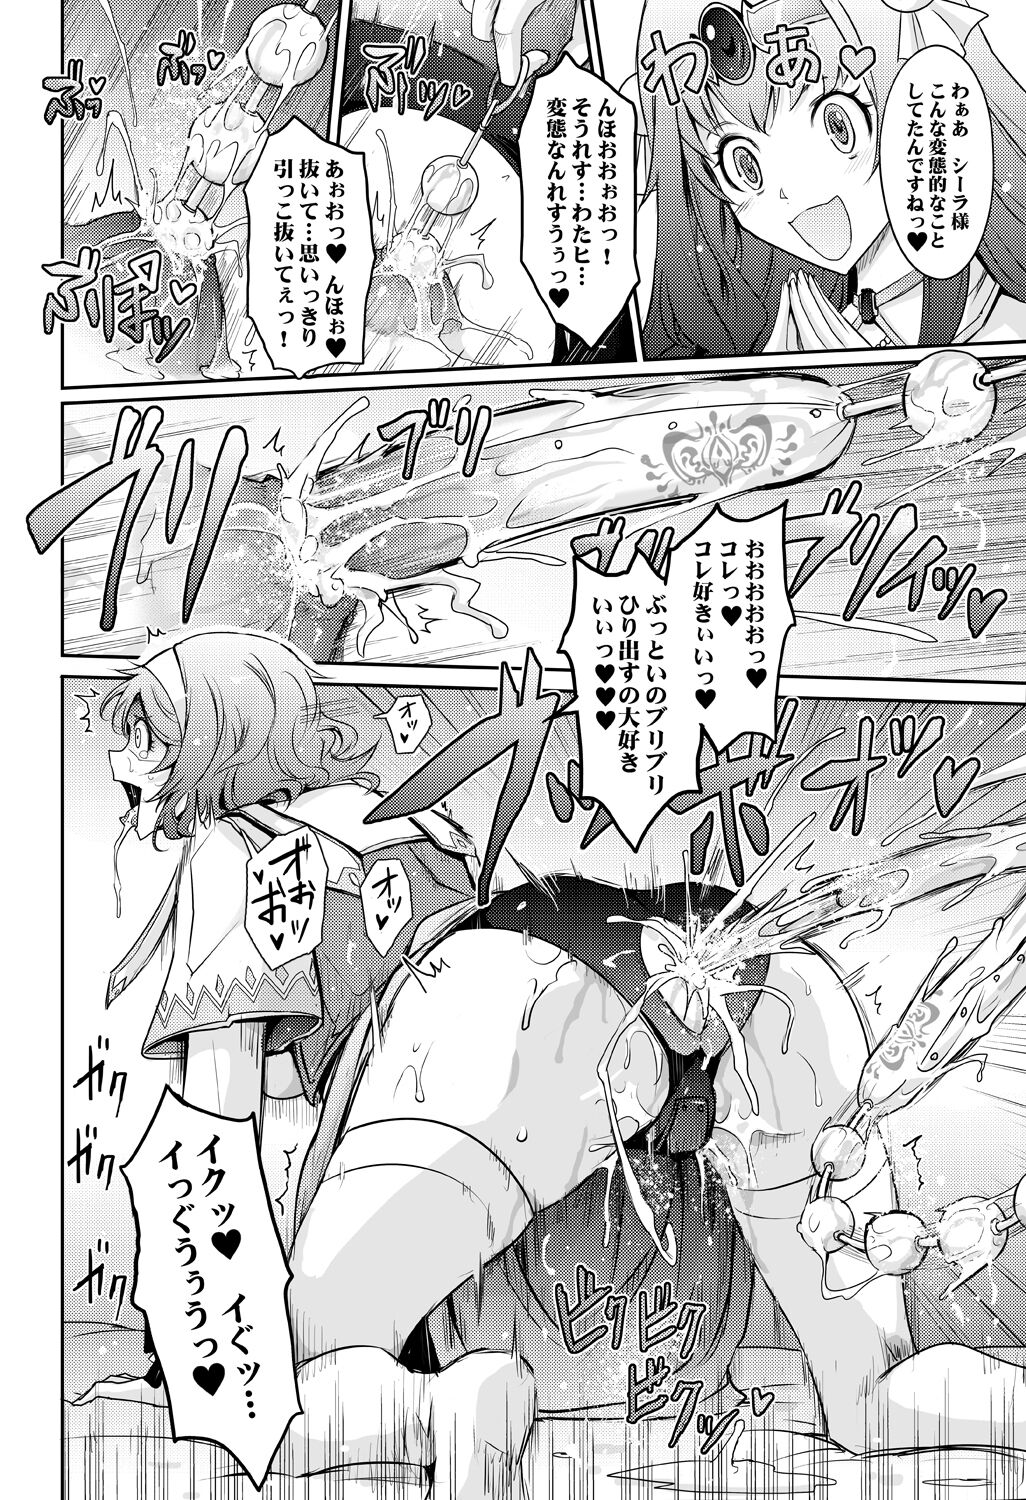 わぁあ シーラ様
こんな変態的なこと
してたんですねっ♥
わあ♥
んほおぉぉおっ！
そうれす…わたヒ…
変態なんれすうぅっ♥
あぉおっ♥んほぉ♥
抜いて…思いっきり
引っこ抜いてぇっ！
ぶッ♥
ぶぶっ♥
ぶッ♥
ぶぽッ♥
おおおおおっ♥
コレっ♥
コレ好きぃいっ♥
ぶっといのブリブリ
ひり出すの大好き
いぃっ♥♥♥
ブリ
ブリ
ブリィッ
オッ♥
オッ♥
オおお♥
イクッ♥イぐッ…
イっぐうぅうっ♥
ガク
ガク
ガク
ビク
ビク
ビクッ♥